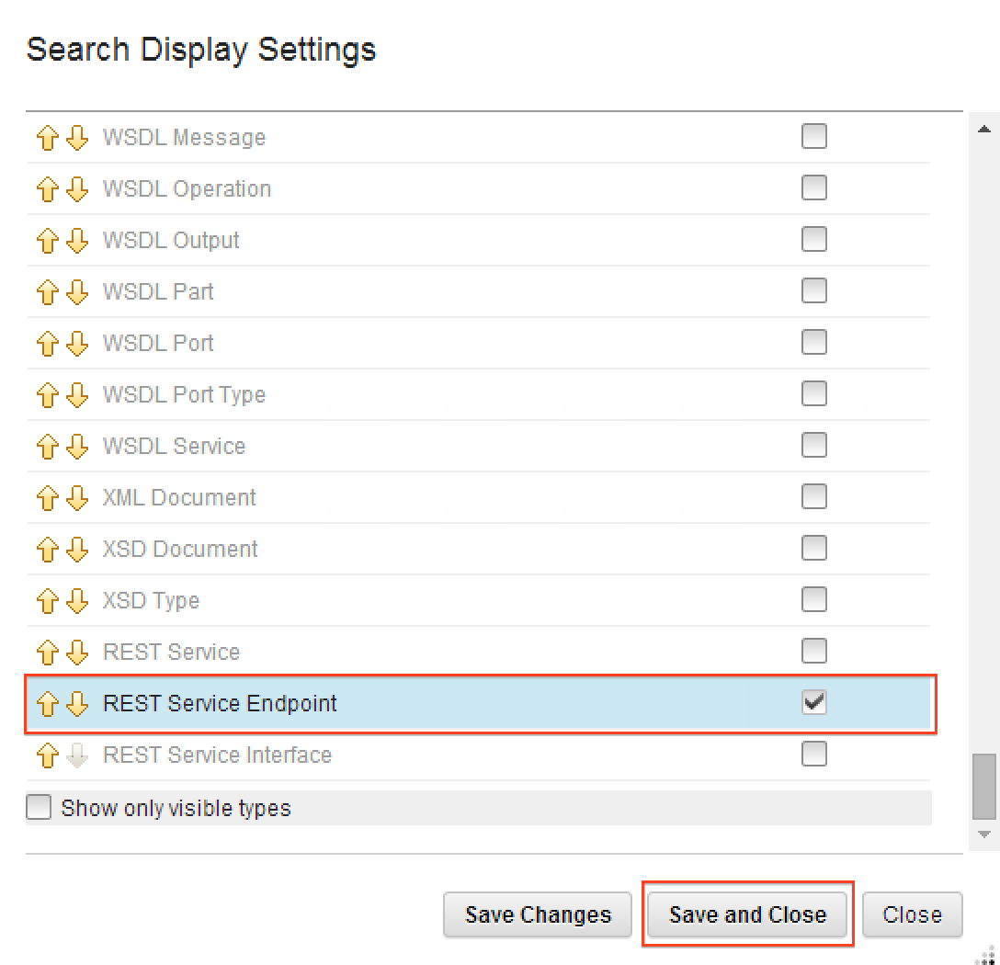 Search Display Settings
WSDL Message
WSDL Operation
WSDL Output
WSDL Part
WSDL Port
WSDL Port Type
WSDL Service
XML Document
XSD Document
XSD Type
REST Service
REST Service Endpoint
REST Service Interface
Show only visible types
Save Changes Save and Close Close